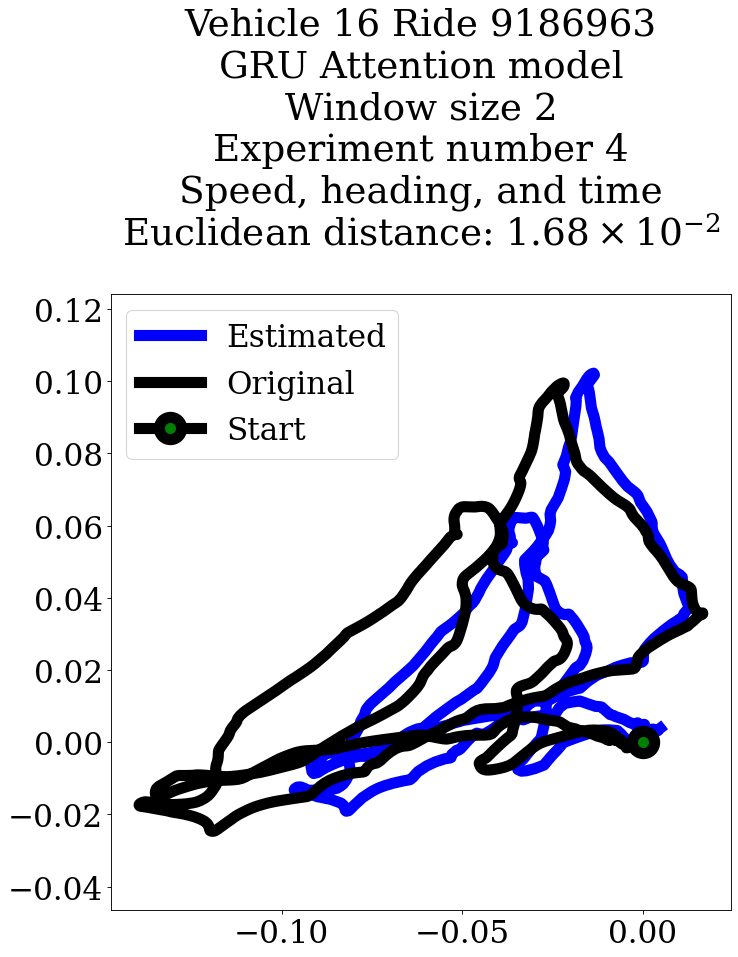 Vehicle 16 Ride 9186963
GRU Attention model
Window size 2
Experiment number 4
Speed, heading, and time
Euclidean distance: 1.68 × 10⁻²
0.12
Estimated
0.10
Original
0.08
Start
0.06
0.04
0.02
0.00
−0.02
−0.04
−0.10 −0.05 0.00